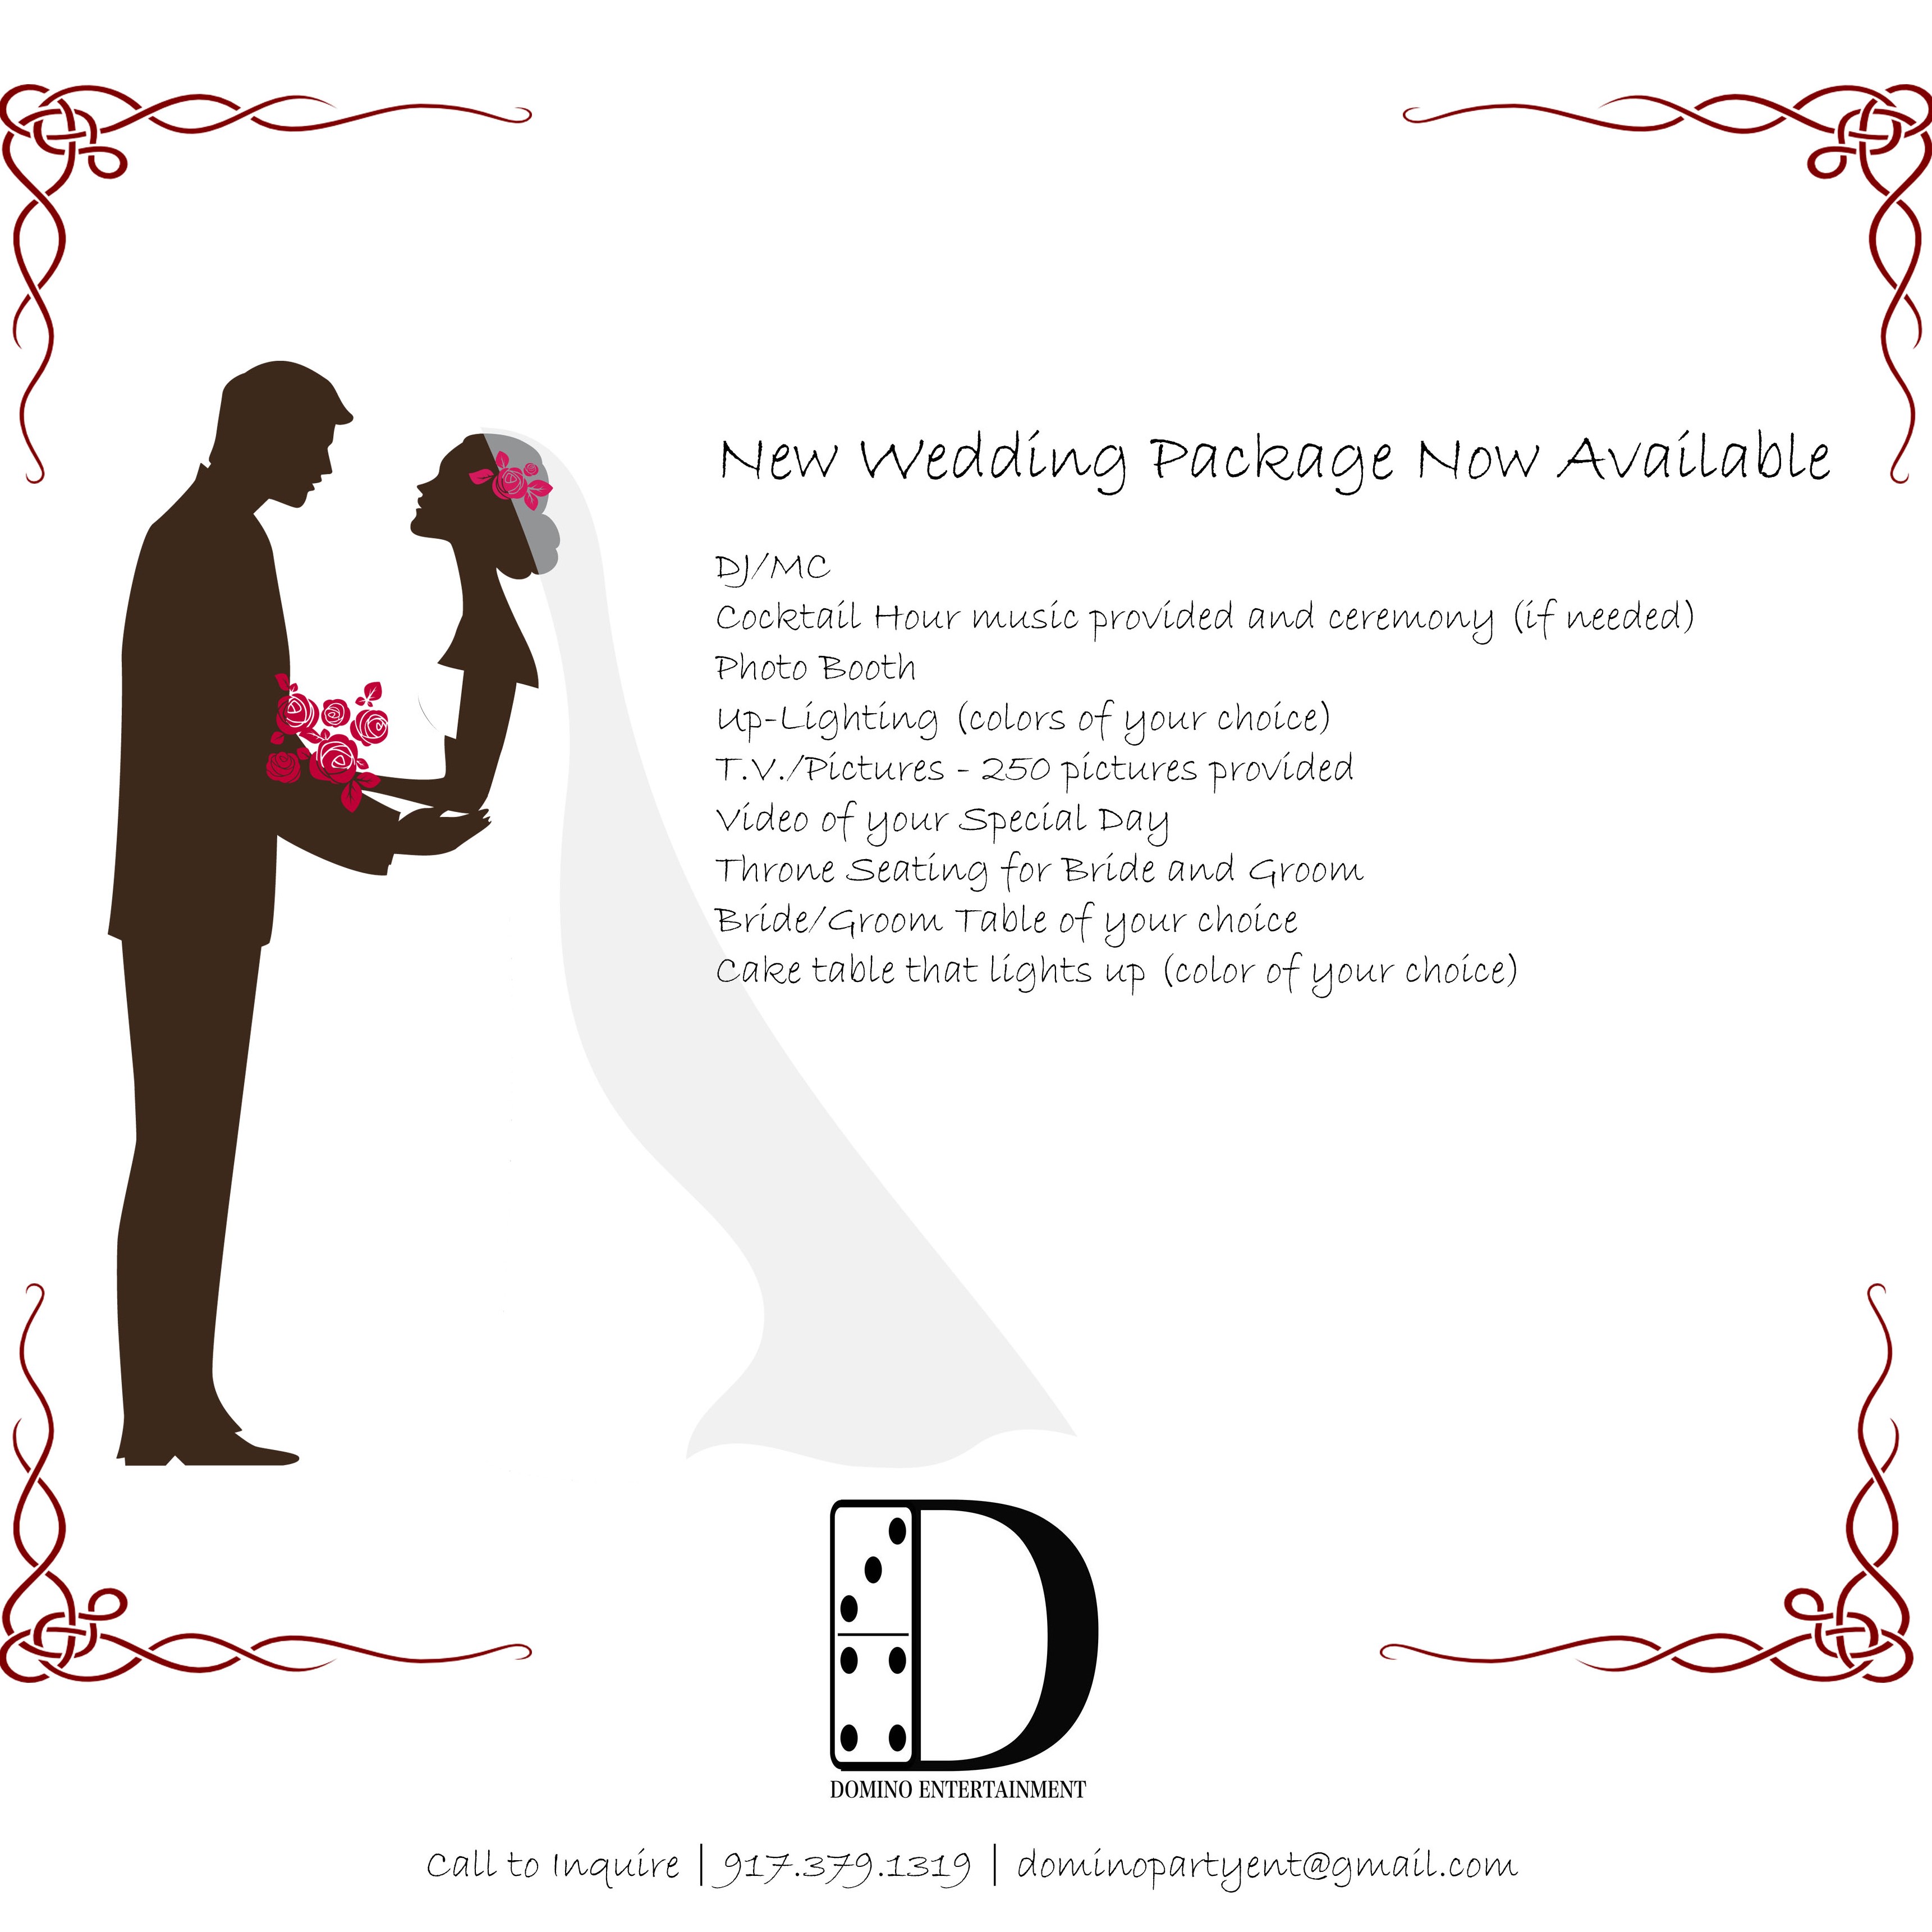 New Wedding Package Now Available
DJ/MC
Cocktail Hour music provided and ceremony (if needed)
Photo Booth
Up-Lighting (colors of your choice)
T.V./Pictures - 250 pictures provided
Video of your Special Day
Throne Seating for Bride and Groom
Bride/Groom Table of your choice
Cake table that lights up (color of your choice)
D
DOMINO ENTERTAINMENT
Call to Inquire | 917.379.1319 | dominopartyent@gmail.com